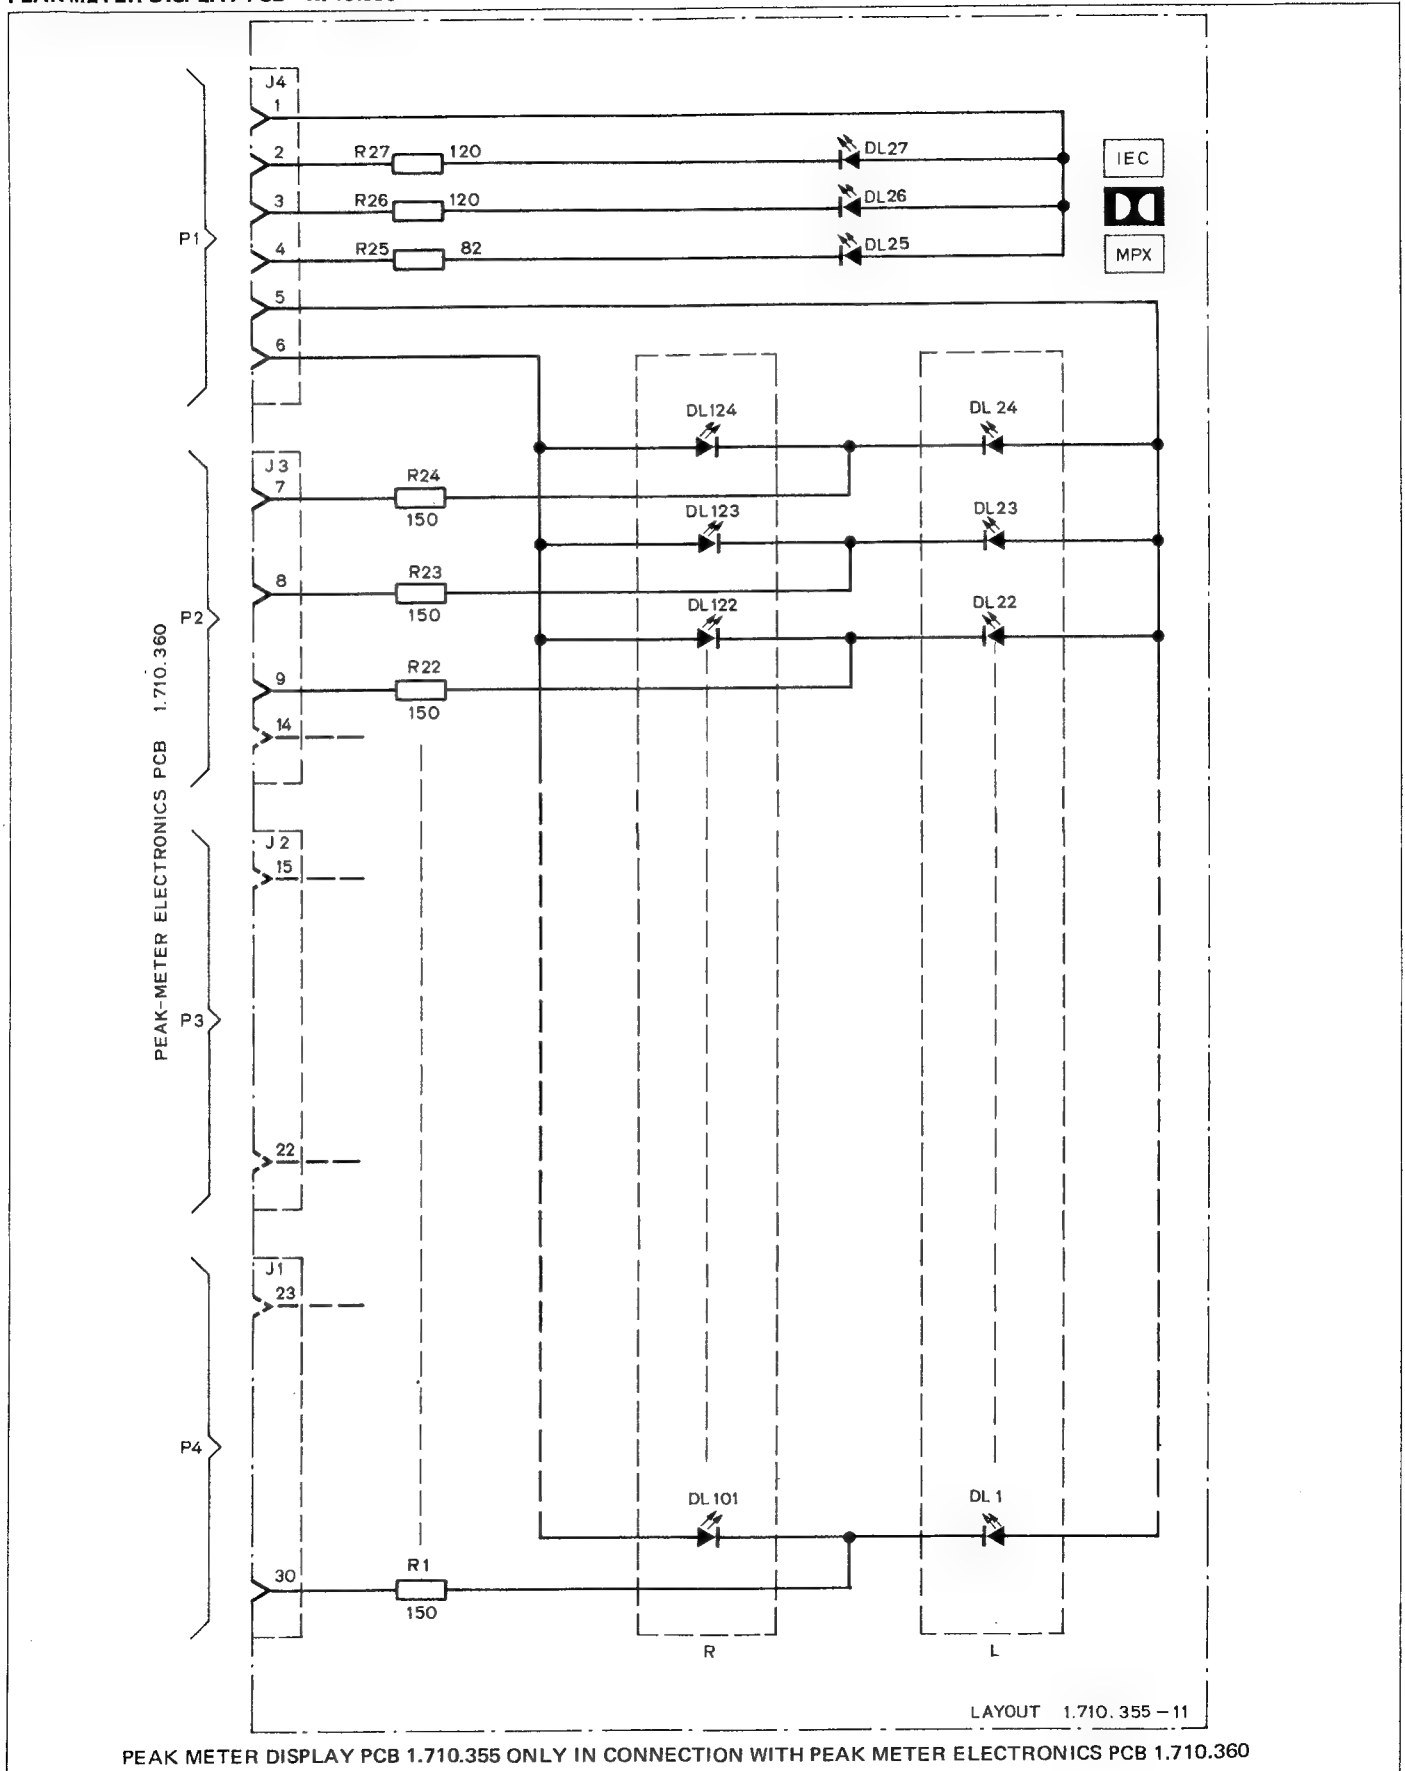 J4
1
2 R27 120 DL27 IEC
3 R26 120 DL26
4 R25 82 DL25 MPX
P1
5
6
DL124 DL24
J3
7 R24
150
DL123 DL23
8 R23
150
P2
DL122 DL22
9 R22
150
14
PEAK-METER ELECTRONICS PCB 1.710.360
J2
15
P3
22
J1
23
P4
DL101 DL1
30 R1
150
R L
LAYOUT 1.710.355-11
PEAK METER DISPLAY PCB 1.710.355 ONLY IN CONNECTION WITH PEAK METER ELECTRONICS PCB 1.710.360